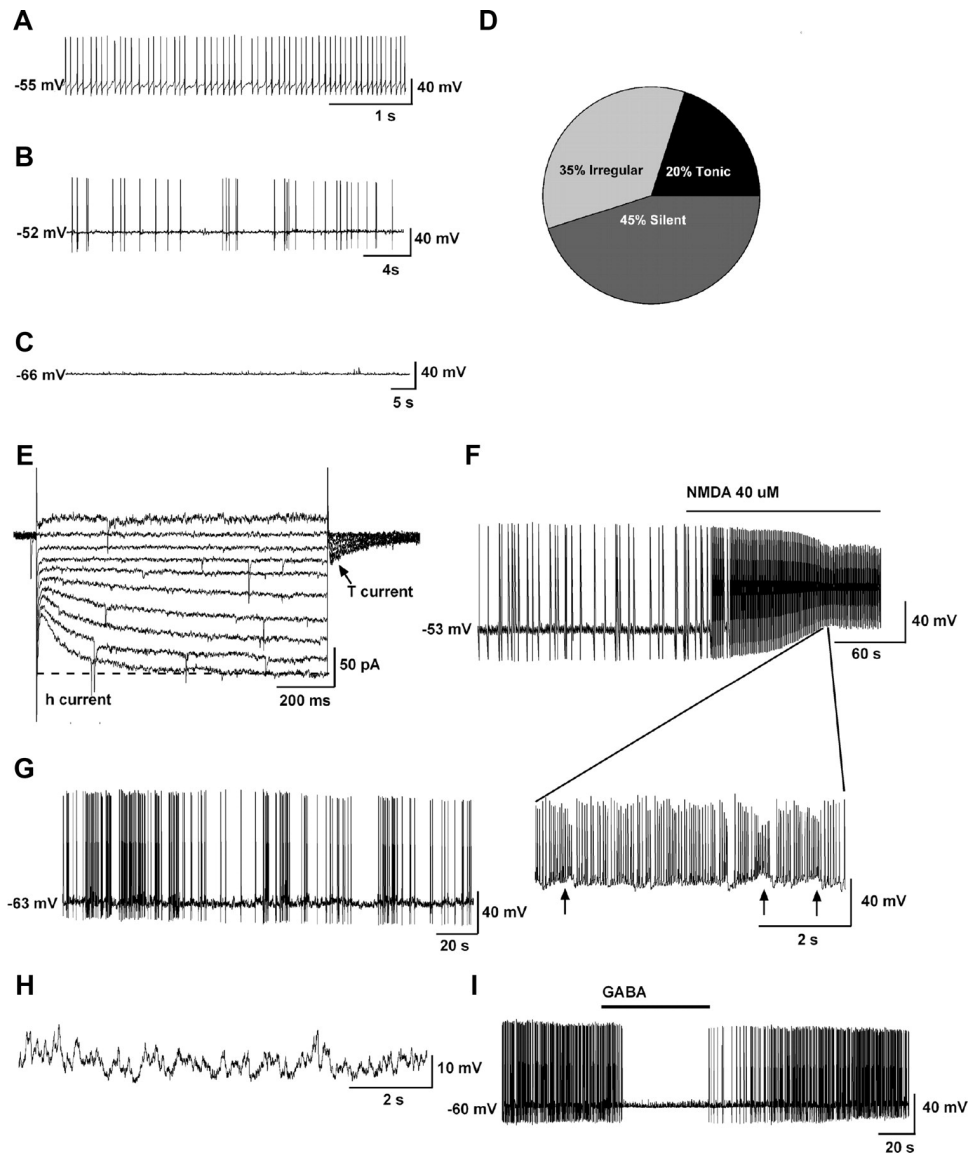 A
-55 mV
40 mV
1 s
B
-52 mV
40 mV
4s
C
-66 mV
40 mV
5 s
D
35% Irregular
20% Tonic
45% Silent
E
T current
50 pA
h current
200 ms
F
NMDA 40 uM
-53 mV
40 mV
60 s
40 mV
2 s
G
-63 mV
40 mV
20 s
H
10 mV
2 s
I
GABA
-60 mV
40 mV
20 s